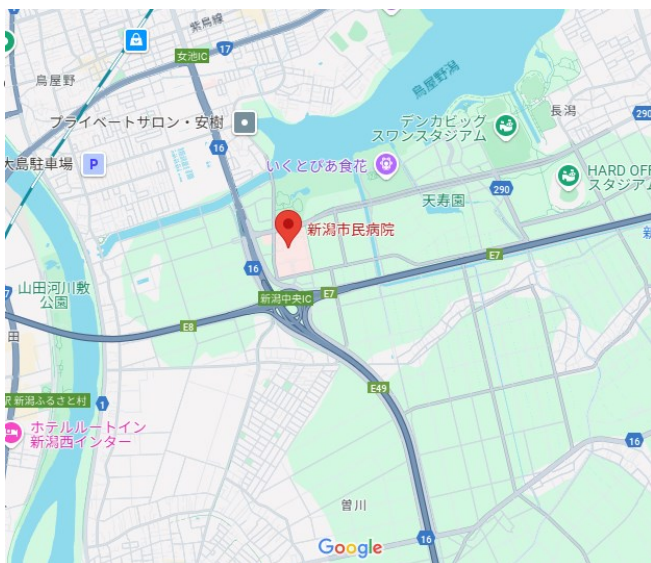 紫鳥線
17
女池IC
鳥屋野
鳥屋野潟
プライベートサロン・安樹
16
デンカビッグ
スワンスタジアム
長潟
290
大島駐車場
P
いくとぴあ食花
HARD OFF
スタジアム
290
天寿園
新潟市民病院
新
E7
16
山田河川敷
公園
新潟中央IC
E7
E8
田
E49
新潟ふるさと村
1
ホテルルートイン
新潟西インター
16
曽川
16
Google